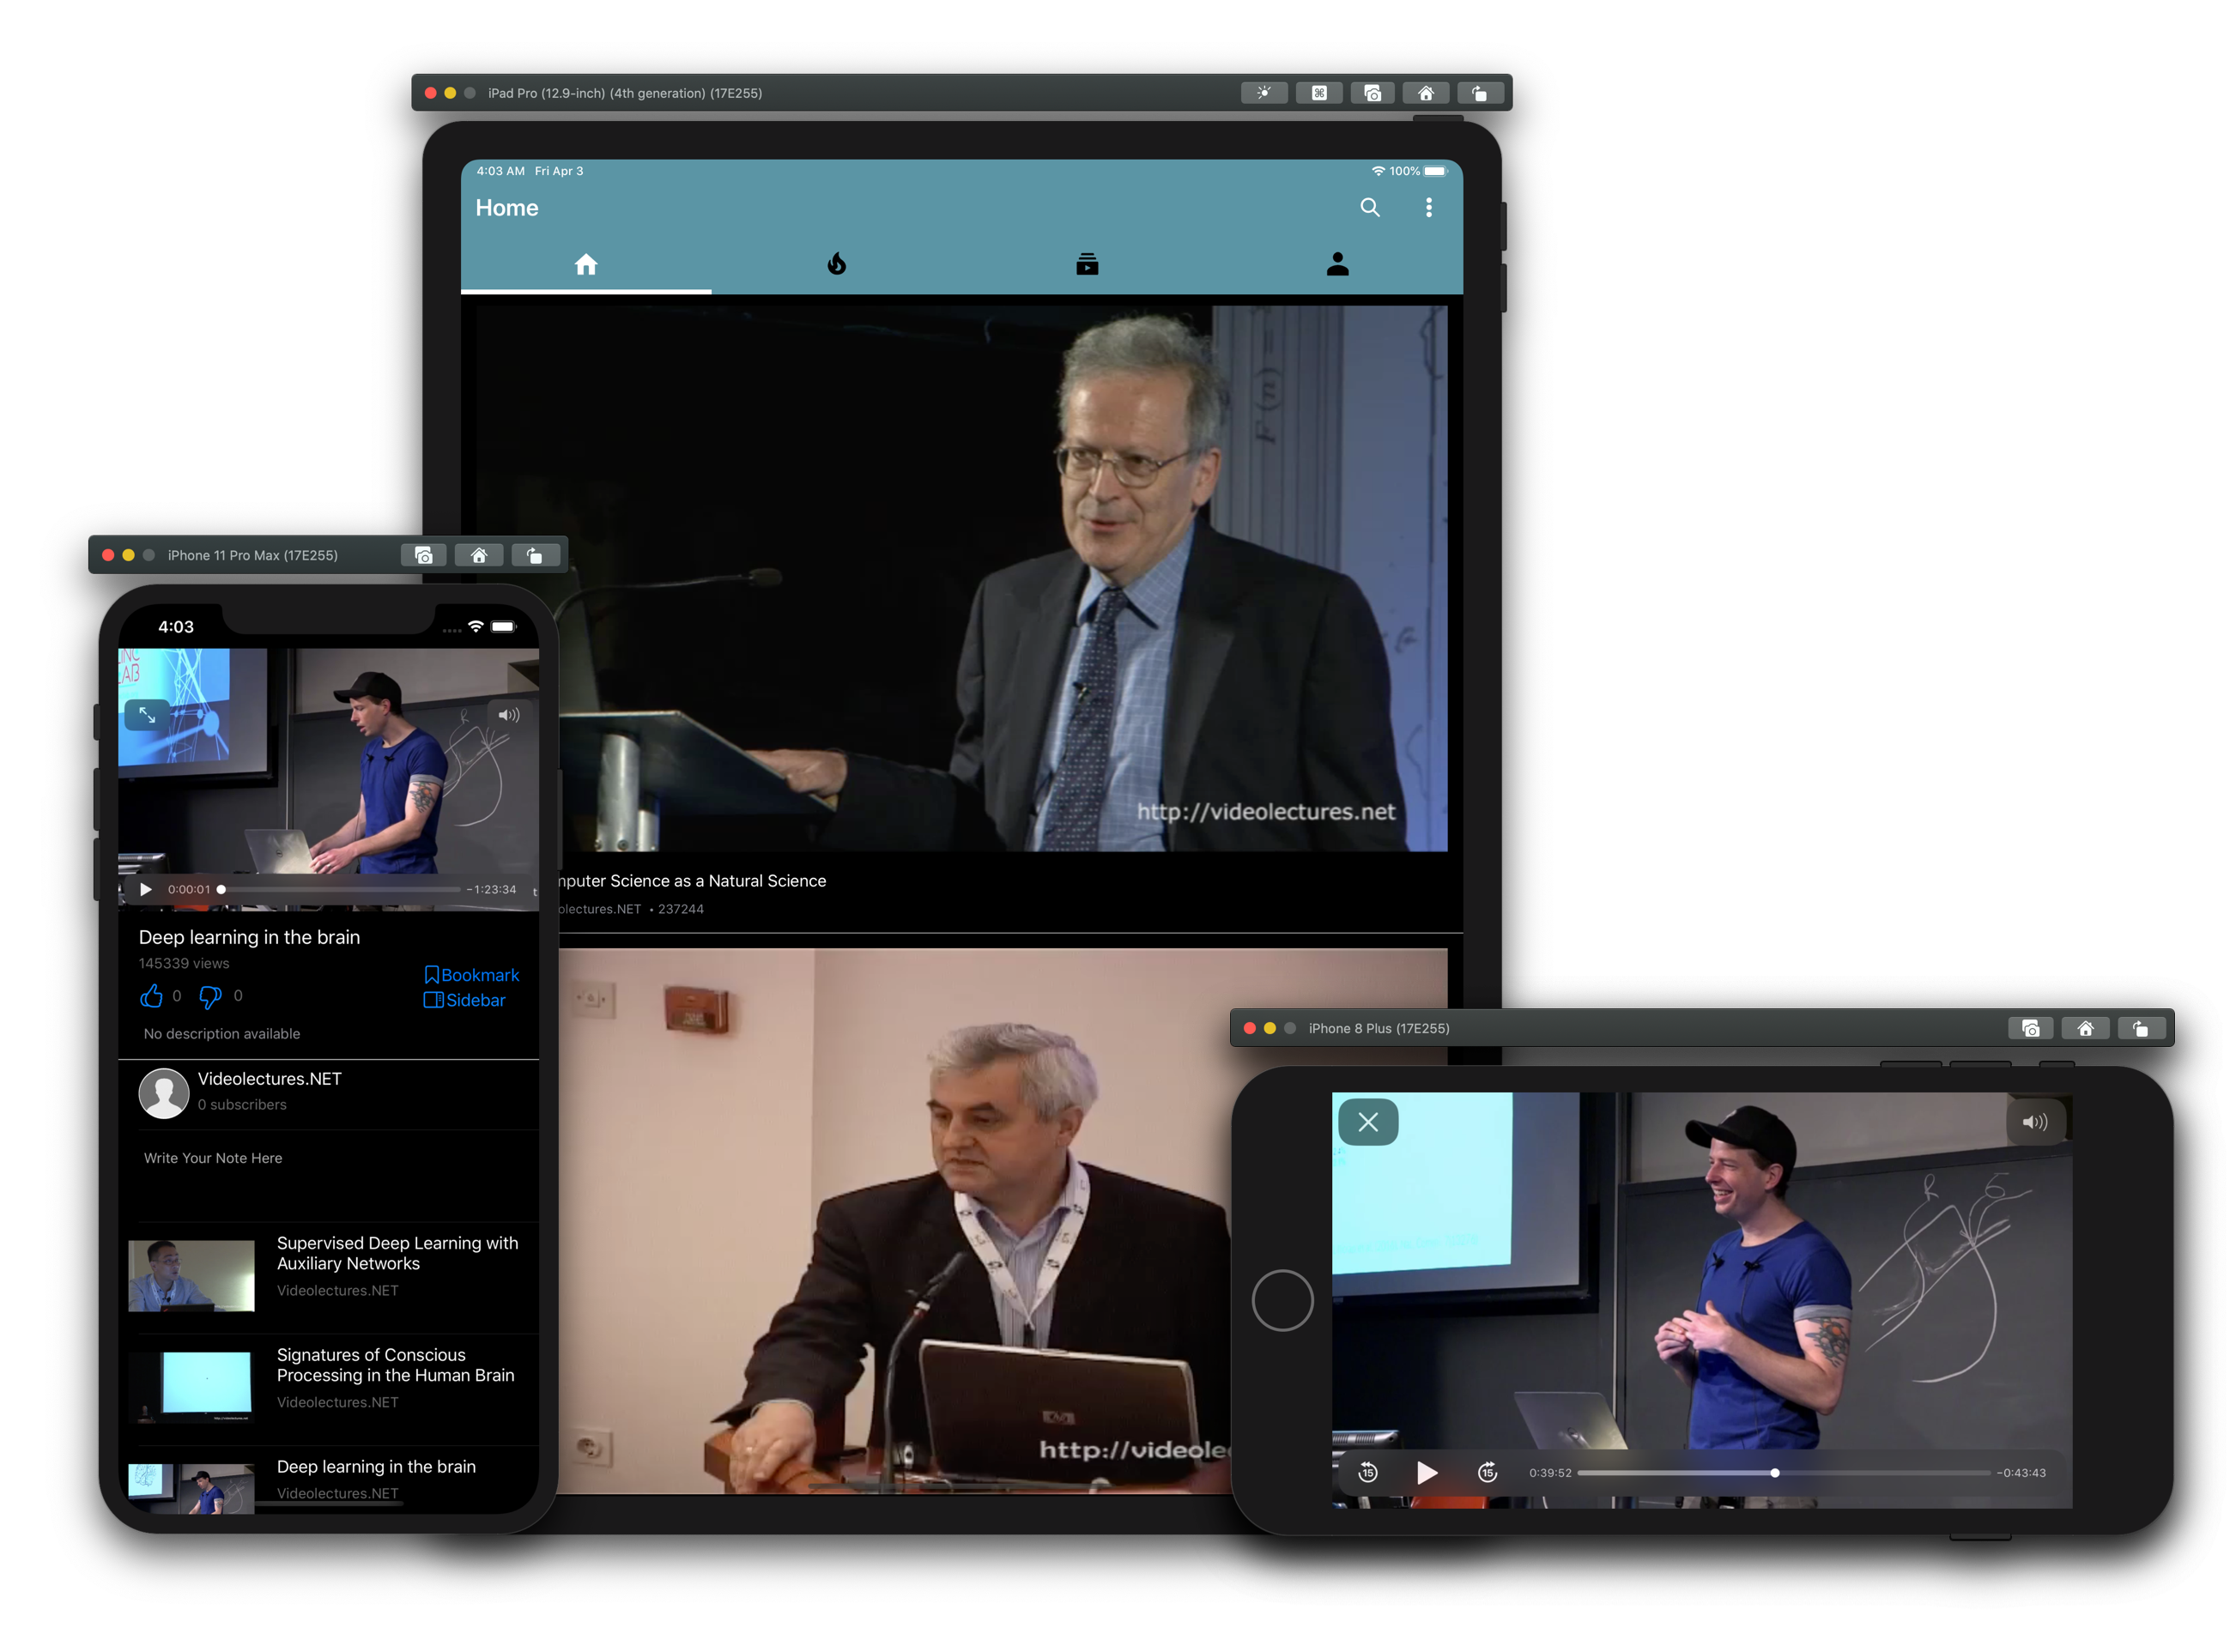 iPad Pro (12.9-inch) (4th generation) (17E255)
4:03 AM Fri Apr 3
100%
Home
F(n) =
http://videolectures.net
mputer Science as a Natural Science
olectures.NET • 237244
http://videole
iPhone 11 Pro Max (17E255)
4:03
LINC
LAB
R
0:00:01
-1:23:34
t
Deep learning in the brain
145339 views
Bookmark
0
0
Sidebar
No description available
Videolectures.NET
0 subscribers
Write Your Note Here
Supervised Deep Learning with
Auxiliary Networks
Videolectures.NET
Signatures of Conscious
Processing in the Human Brain
Videolectures.NET
Deep learning in the brain
Videolectures.NET
iPhone 8 Plus (17E255)
R
15
15
0:39:52
-0:43:43